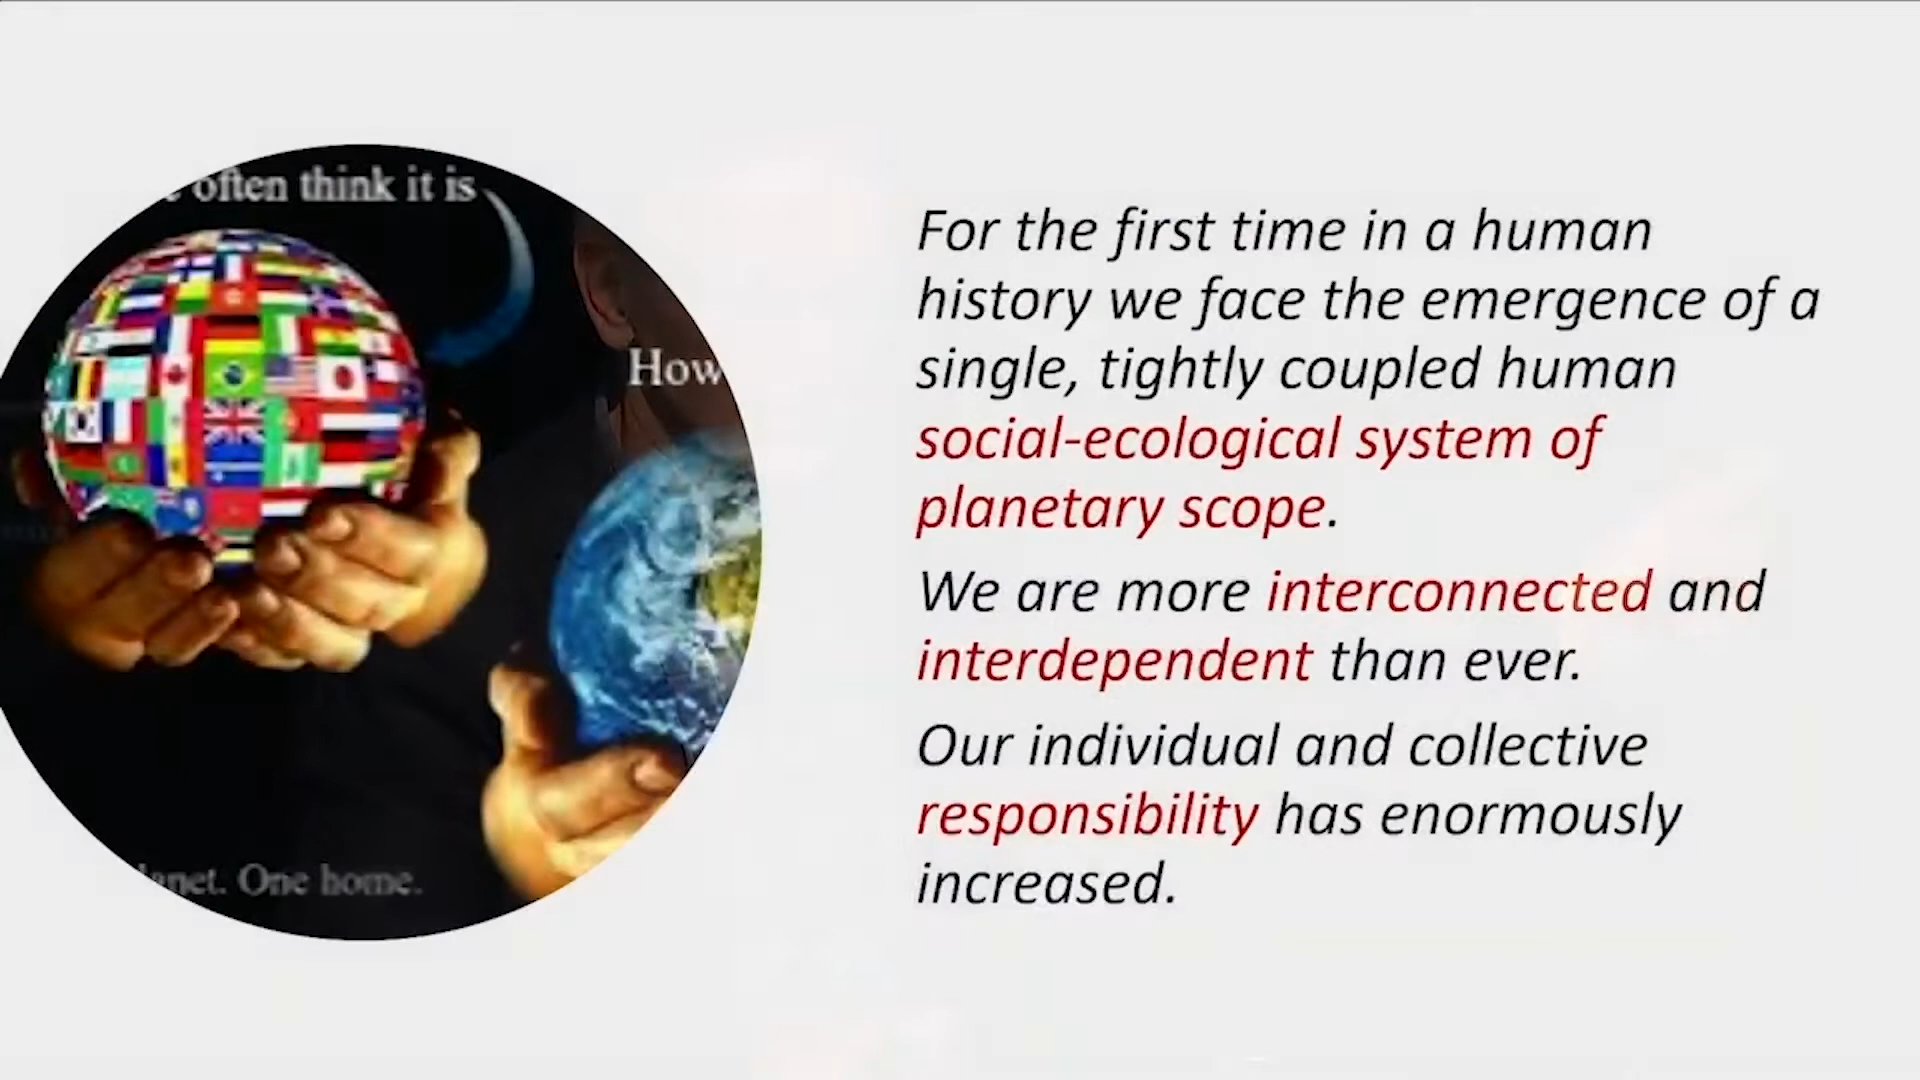 often think it is
How
planet. One home.
For the first time in a human
history we face the emergence of a
single, tightly coupled human
social-ecological system of
planetary scope.
We are more interconnected and
interdependent than ever.
Our individual and collective
responsibility has enormously
increased.